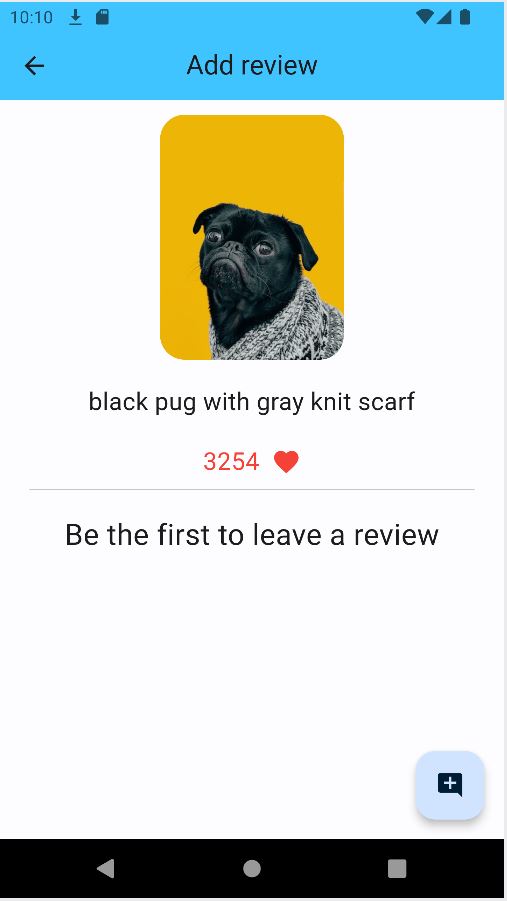 10:10
Add review
black pug with gray knit scarf
3254
Be the first to leave a review